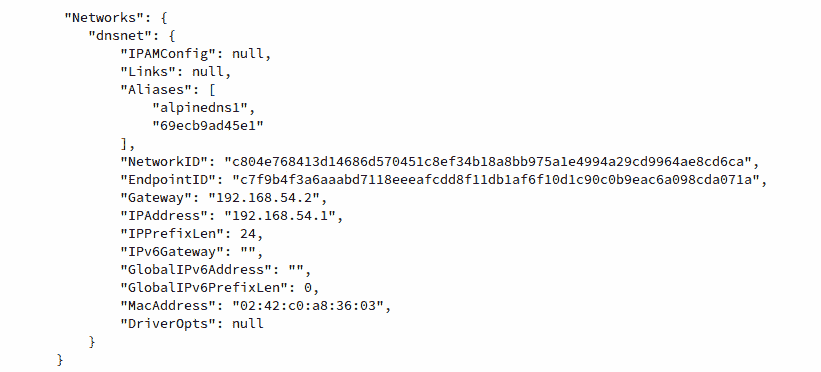 "Networks": {
"dnsnet": {
"IPAMConfig": null,
"Links": null,
"Aliases": [
"alpinedns1",
"69ecb9ad45e1"
],
"NetworkID": "c804e768413d14686d570451c8ef34b18a8bb975a1e4994a29cd9964ae8cd6ca",
"EndpointID": "c7f9b4f3a6aaabd7118eeeafcdd8f11db1af6f10d1c90c0b9eac6a098cda071a",
"Gateway": "192.168.54.2",
"IPAddress": "192.168.54.1",
"IPPrefixLen": 24,
"IPv6Gateway": "",
"GlobalIPv6Address": "",
"GlobalIPv6PrefixLen": 0,
"MacAddress": "02:42:c0:a8:36:03",
"DriverOpts": null
}
}